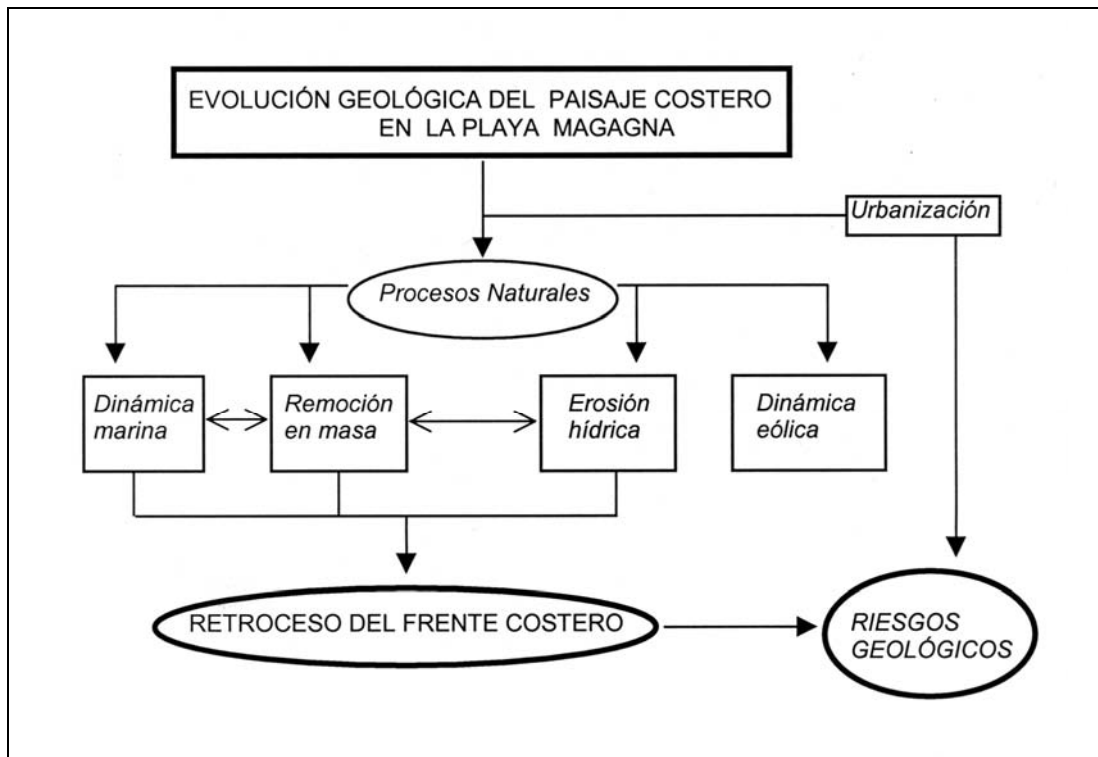 EVOLUCIÓN GEOLÓGICA DEL PAISAJE COSTERO
EN LA PLAYA MAGAGNA
Urbanización
Procesos Naturales
Dinámica
marina
Remoción
en masa
Erosión
hídrica
Dinámica
eólica
RETROCESO DEL FRENTE COSTERO
RIESGOS
GEOLÓGICOS